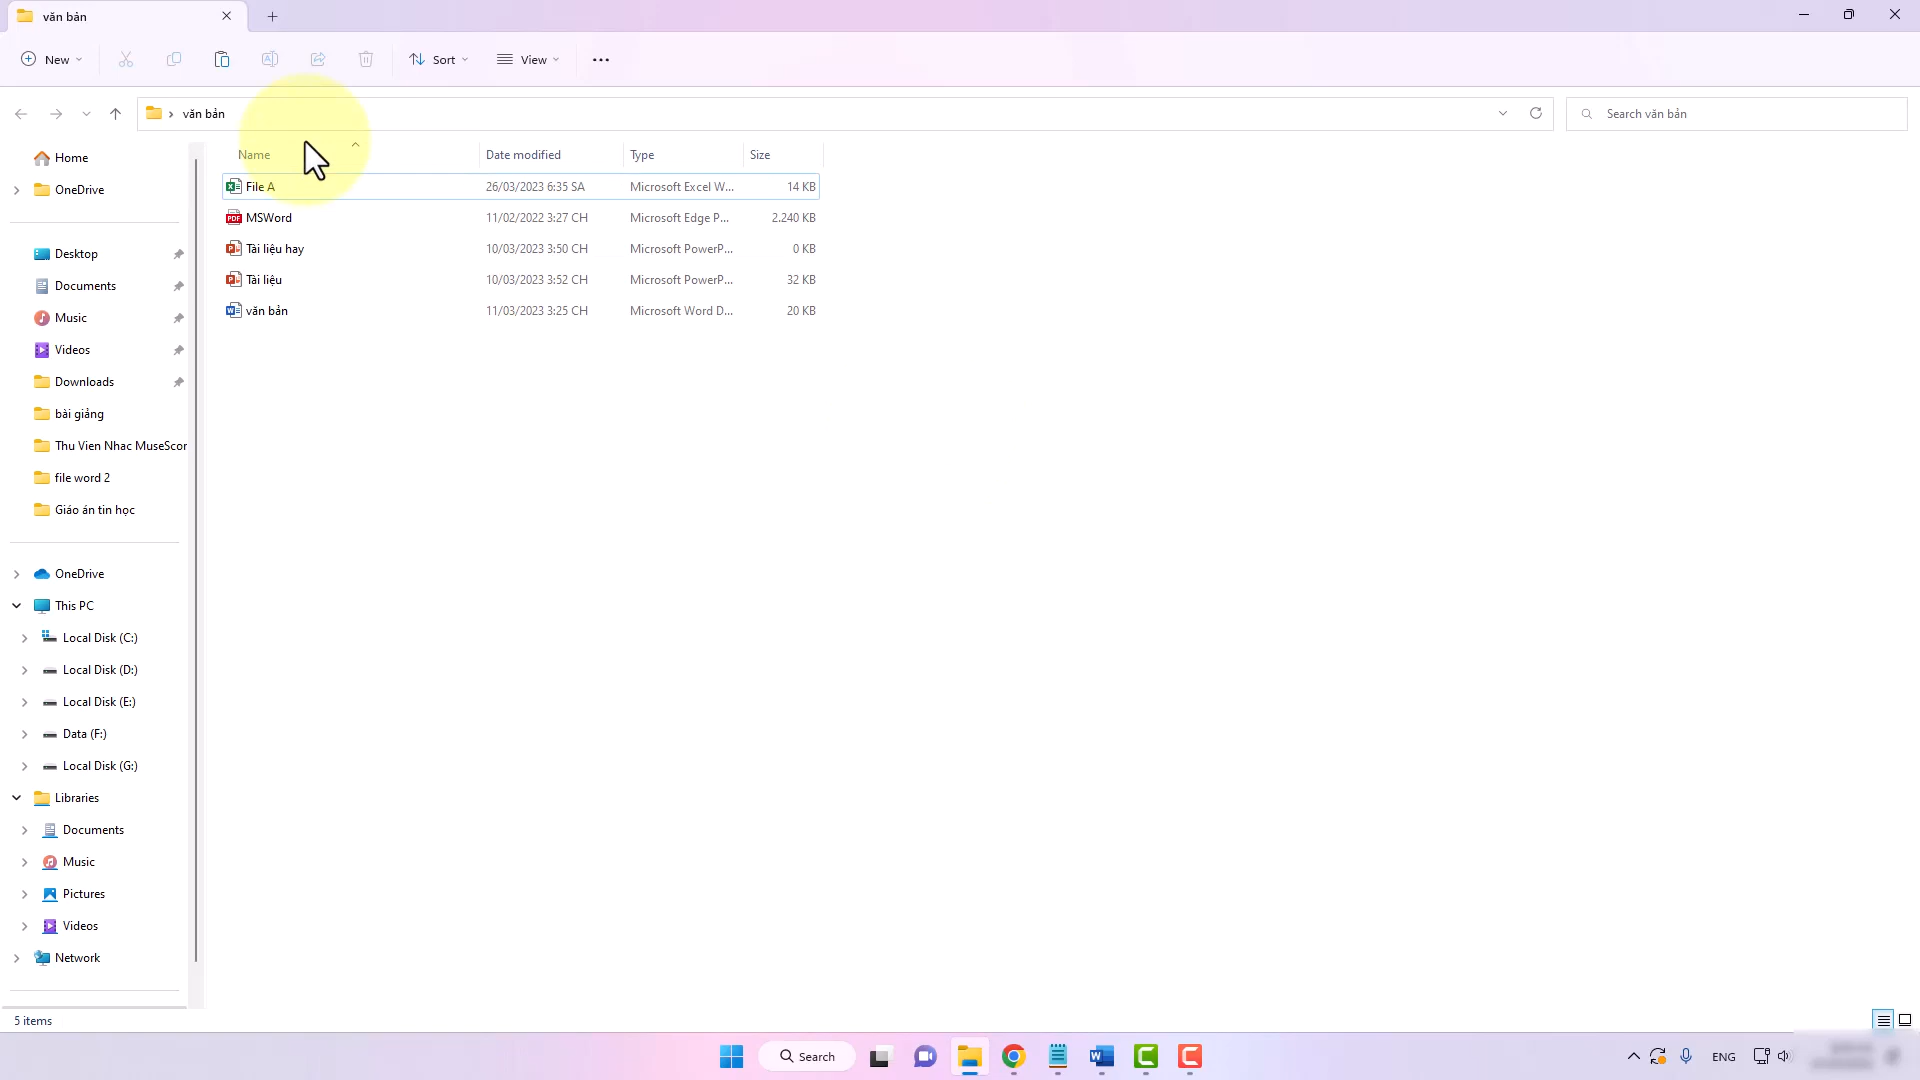 văn bản
New
Sort
View
văn bản
Search văn bản
Name Date modified Type Size
File A 26/03/2023 6:35 SA Microsoft Excel W... 14 KB
MSWord 11/02/2022 3:27 CH Microsoft Edge P... 2.240 KB
Tài liệu hay 10/03/2023 3:50 CH Microsoft PowerP... 0 KB
Tài liệu 10/03/2023 3:52 CH Microsoft PowerP... 32 KB
văn bản 11/03/2023 3:25 CH Microsoft Word D... 20 KB
Home
OneDrive
Desktop
Documents
Music
Videos
Downloads
bài giảng
Thu Vien Nhac MuseScor
file word 2
Giáo án tin học
OneDrive
This PC
Local Disk (C:)
Local Disk (D:)
Local Disk (E:)
Data (F:)
Local Disk (G:)
Libraries
Documents
Music
Pictures
Videos
Network
5 items
Search
ENG